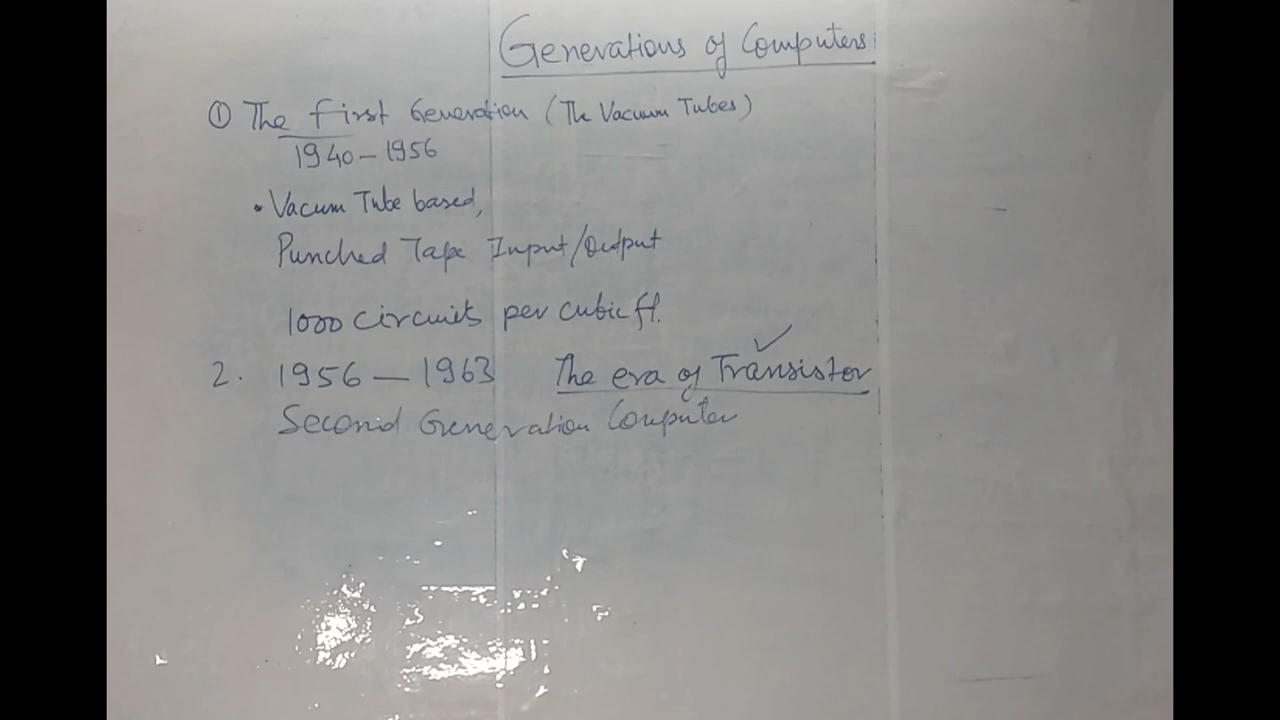 Generations of Computers
① The First Generation (The Vacuum Tubes)
1940 - 1956
• Vacum Tube based,
Punched Tape Input/Output
1000 circuits per cubic ft.
2. 1956 - 1963 The era of Transistor
Second Generation Computer